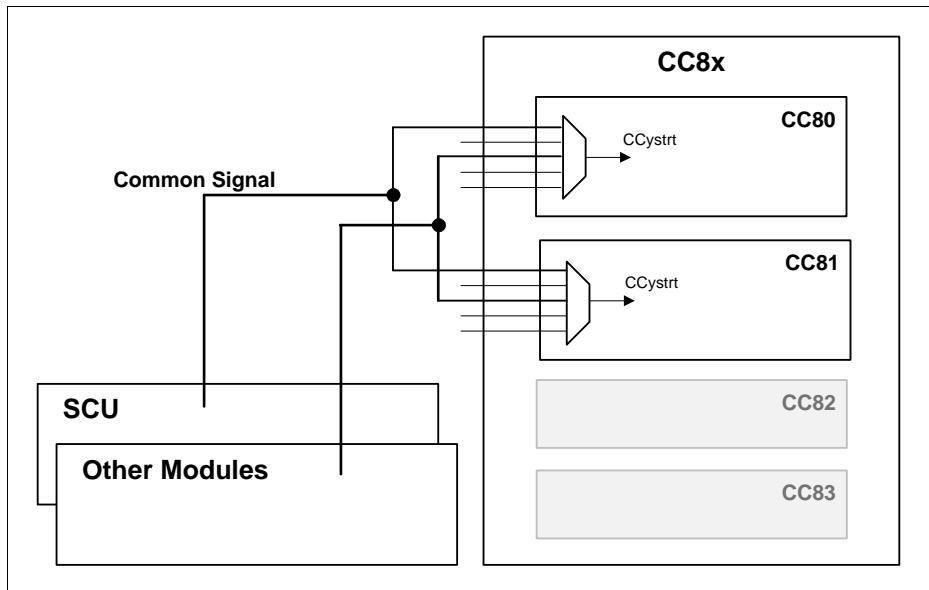 CC8x
CC80
CCystrt
Common Signal
CC81
CCystrt
SCU
CC82
Other Modules
CC83